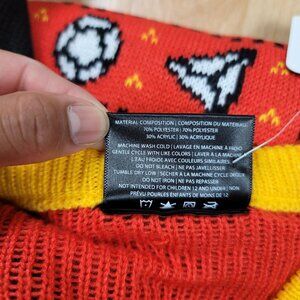 MATERIAL COMPOSITION | COMPOSITION DU MATERIAU
70% POLYESTER | 70% POLYESTER
30% ACRYLIC | 30% ACRYLIQUE
MACHINE WASH COLD | LAVAGE EN MACHINE À FROID
GENTLE CYCLE WITH LIKE COLORS | LAVER À LA MACHINE
L'EAU FROIDE AVEC COULEURS SIMILAIRES
DO NOT BLEACH | NE PAS JAVELLISER
TUMBLE DRY LOW | SÉCHER À LA MACHINE CYCLE DÉLICAT
DO NOT IRON | NE PAS REPASSER
NOT INTENDED FOR CHILDREN 12 AND UNDER | NON
PRÉVU POUR LES ENFANTS DE MOINS DE 12